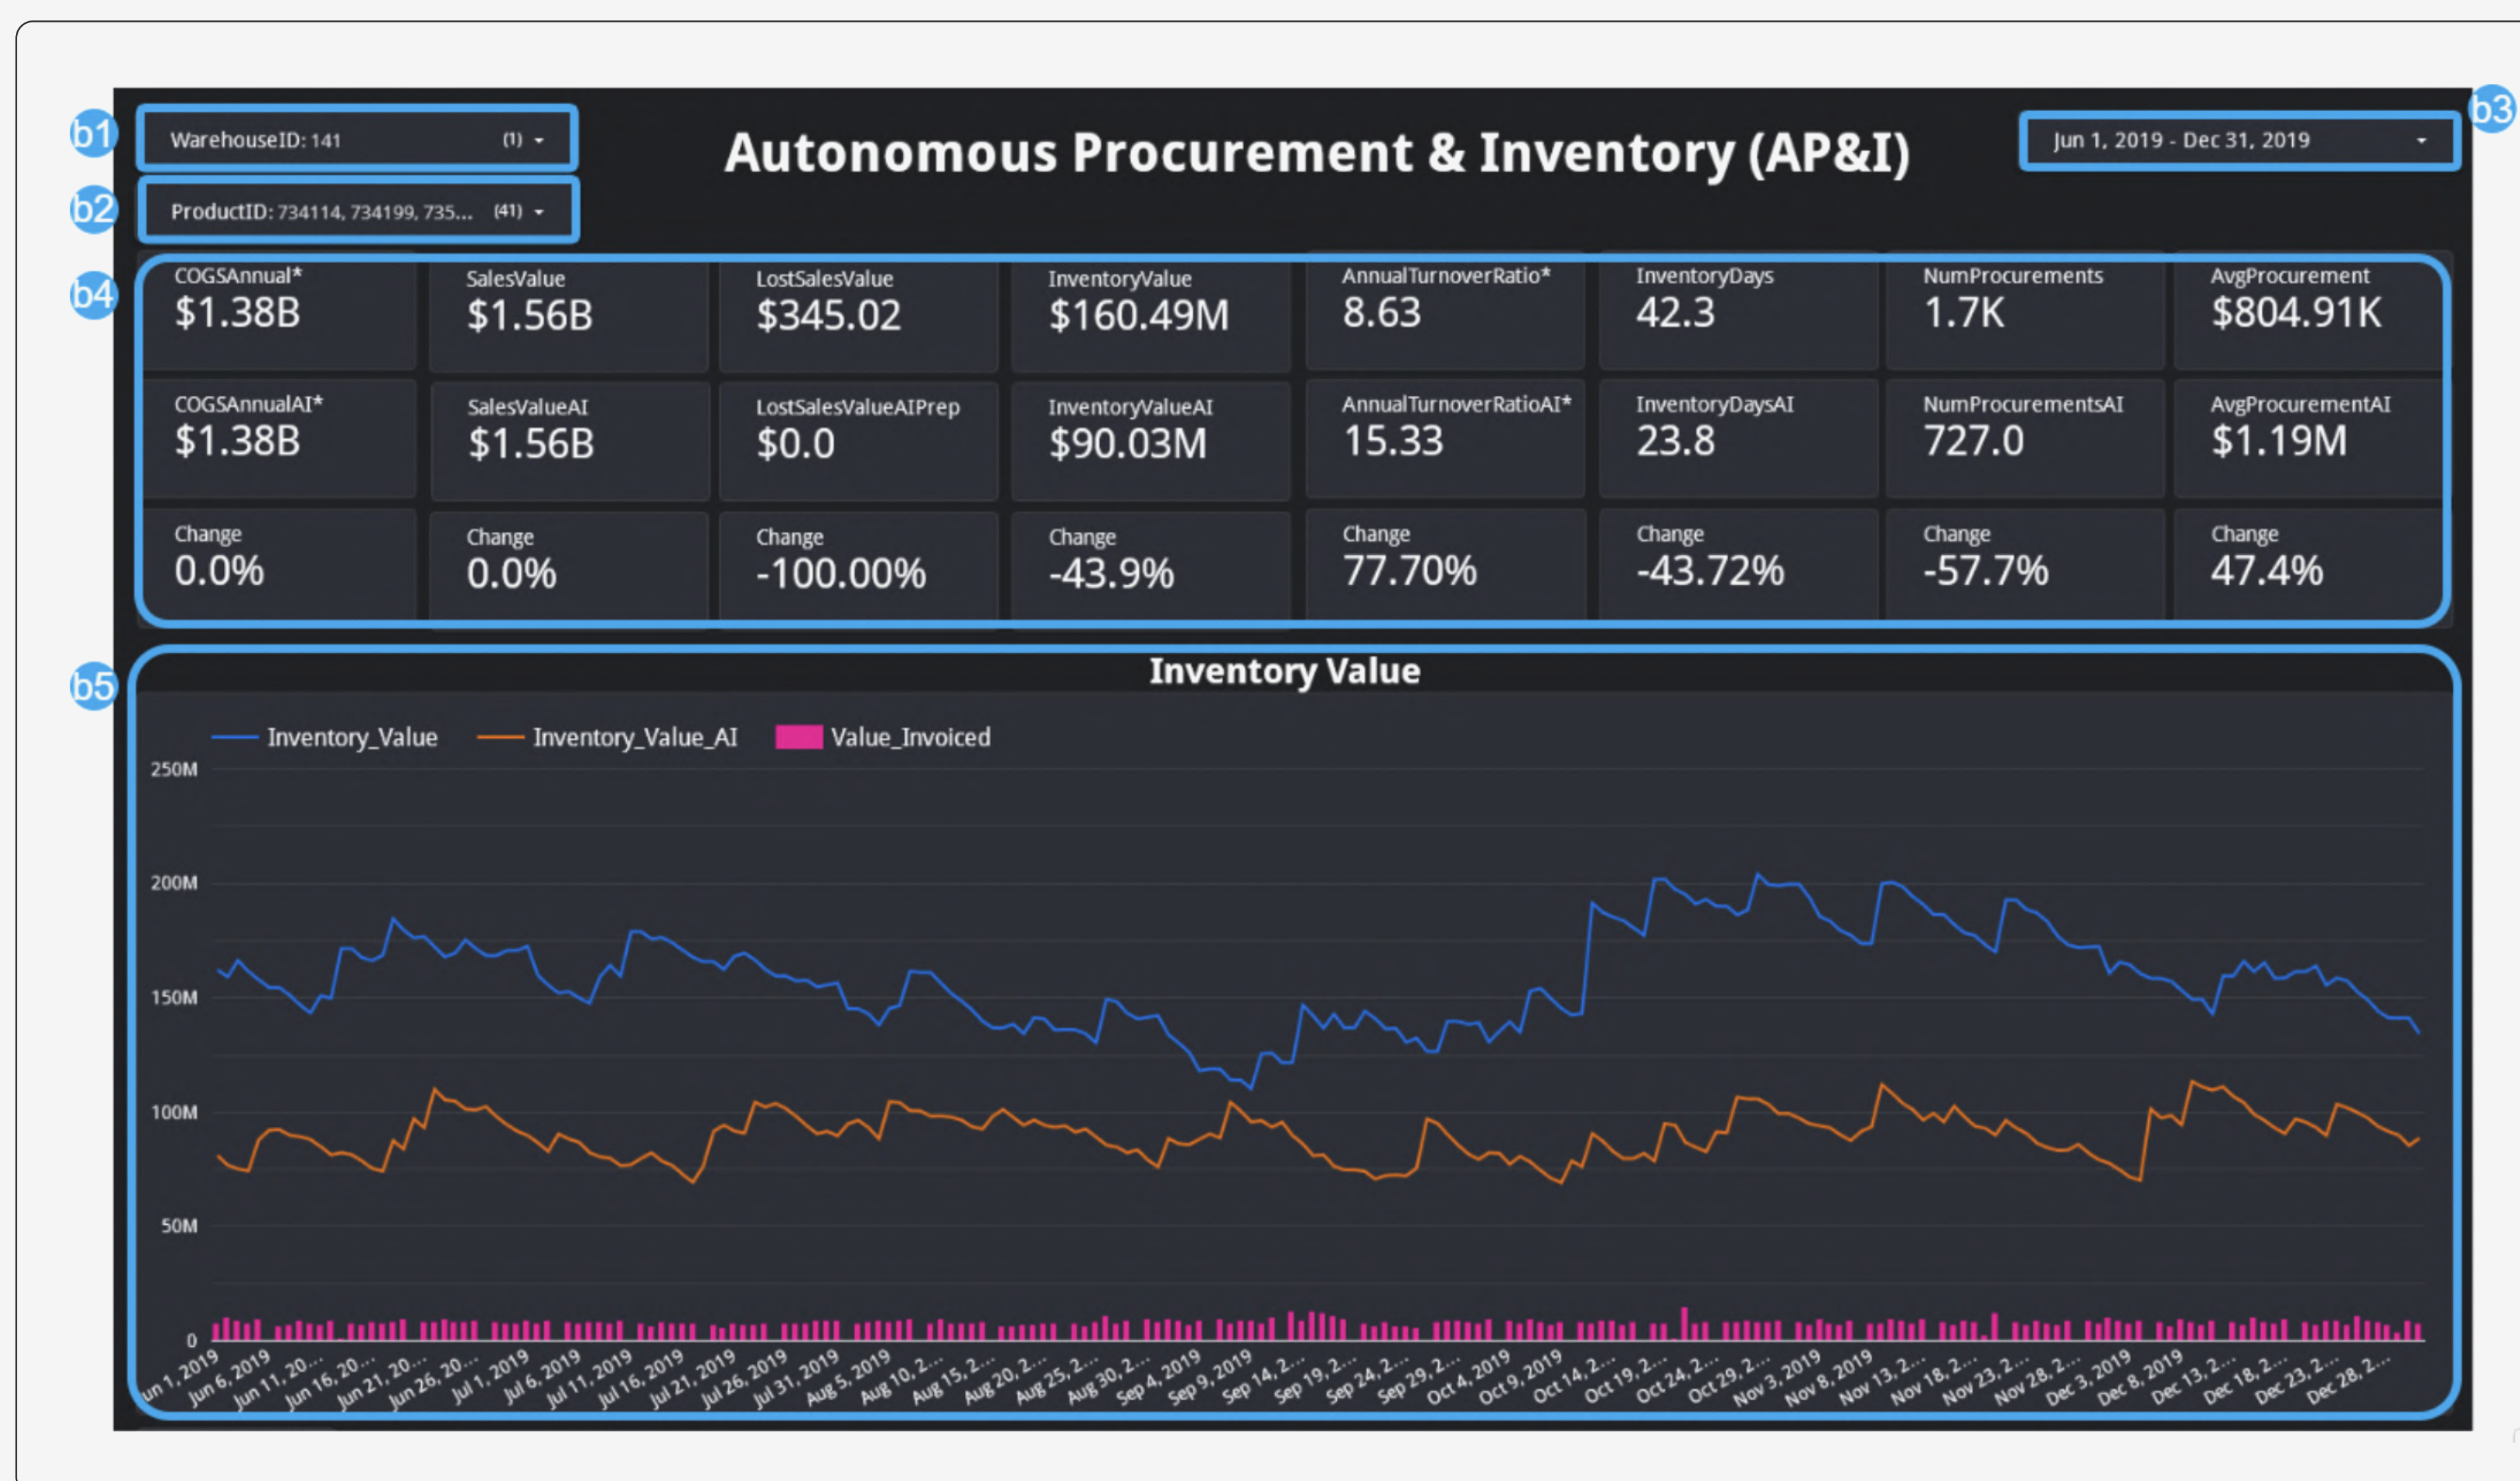 b1
WarehouseID: 141 (1)
Autonomous Procurement & Inventory (AP&I)
Jun 1, 2019 - Dec 31, 2019
b3
b2
ProductID: 734114, 734199, 735... (41)
b4
COGSAnnual* SalesValue LostSalesValue InventoryValue AnnualTurnoverRatio* InventoryDays NumProcurements AvgProcurement
$1.38B $1.56B $345.02 $160.49M 8.63 42.3 1.7K $804.91K
COGSAnnualAI* SalesValueAI LostSalesValueAIPrep InventoryValueAI AnnualTurnoverRatioAI* InventoryDaysAI NumProcurementsAI AvgProcurementAI
$1.38B $1.56B $0.0 $90.03M 15.33 23.8 727.0 $1.19M
Change Change Change Change Change Change Change Change
0.0% 0.0% -100.00% -43.9% 77.70% -43.72% -57.7% 47.4%
b5
Inventory Value
Inventory_Value Inventory_Value_AI Value_Invoiced
250M
200M
150M
100M
50M
0
un 1, 2019 Jun 6, 2019 Jun 11, 20... Jun 16, 20... Jun 21, 20... Jun 26, 20... Jul 1, 2019 Jul 6, 2019 Jul 11, 2019 Jul 16, 2019 Jul 21, 2019 Jul 26, 2019 Jul 31, 2019 Aug 5, 2019 Aug 10, 2... Aug 15, 2... Aug 20, 2... Aug 25, 2... Aug 30, 2... Sep 4, 2019 Sep 9, 2019 Sep 14, 2... Sep 19, 2... Sep 24, 2... Sep 29, 2... Oct 4, 2019 Oct 9, 2019 Oct 14, 2... Oct 19, 2... Oct 24, 2... Oct 29, 2... Nov 3, 2019 Nov 8, 2019 Nov 13, 2... Nov 18, 2... Nov 23, 2... Nov 28, 2... Dec 3, 2019 Dec 8, 2019 Dec 13, 2... Dec 18, 2... Dec 23, 2... Dec 28, 2...